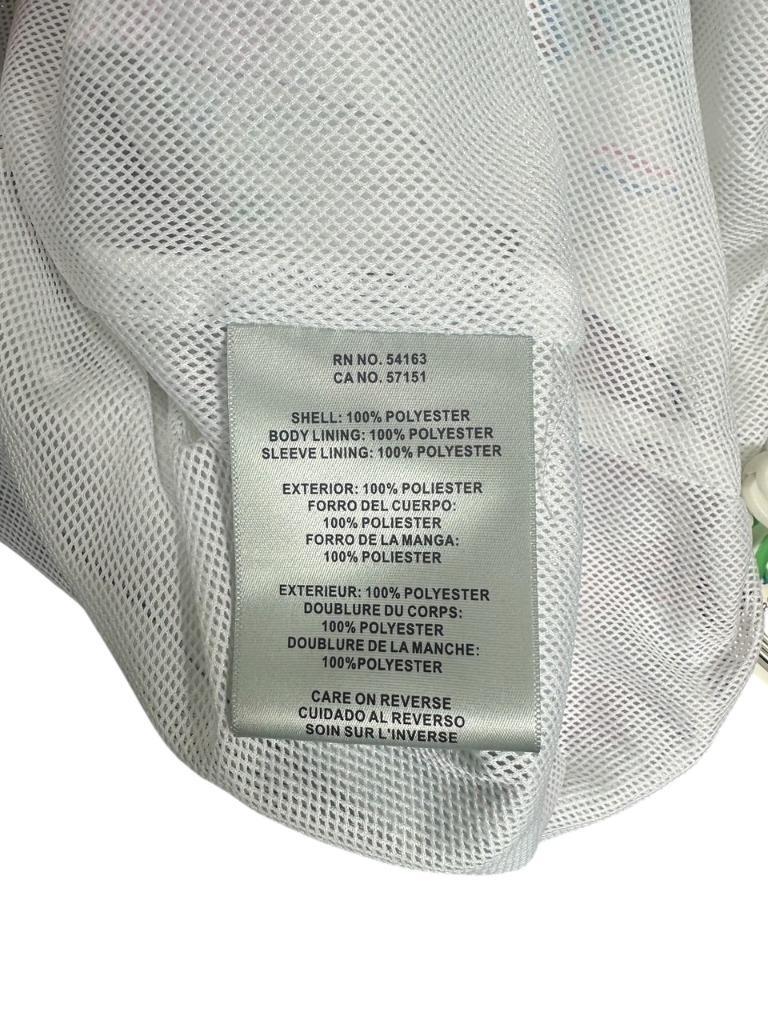 RN NO. 54163
CA NO. 57151
SHELL: 100% POLYESTER
BODY LINING: 100% POLYESTER
SLEEVE LINING: 100% POLYESTER
EXTERIOR: 100% POLIESTER
FORRO DEL CUERPO:
100% POLIESTER
FORRO DE LA MANGA:
100% POLIESTER
EXTERIEUR: 100% POLYESTER
DOUBLURE DU CORPS:
100% POLYESTER
DOUBLURE DE LA MANCHE:
100%POLYESTER
CARE ON REVERSE
CUIDADO AL REVERSO
SOIN SUR L'INVERSE